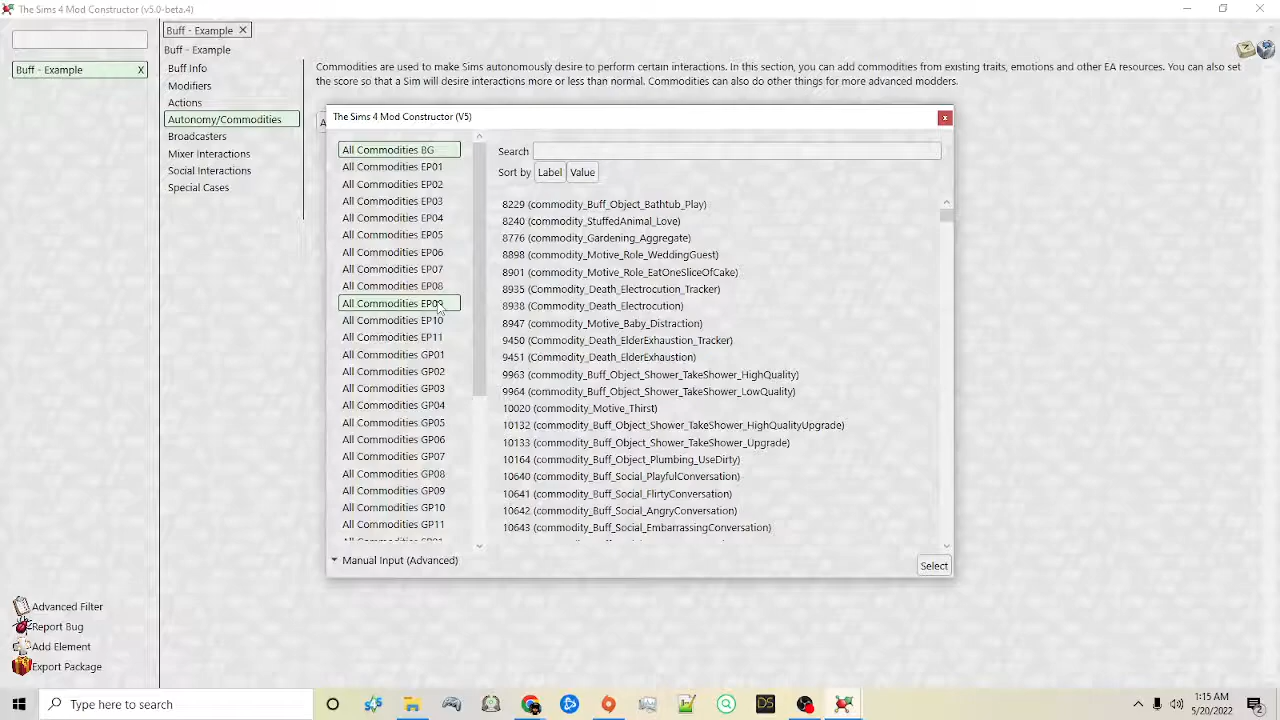 The Sims 4 Mod Constructor (v5.0-beta.4)
Buff - Example X
Buff - Example
Buff - Example X
Buff Info
Modifiers
Actions
Autonomy/Commodities
Broadcasters
Mixer Interactions
Social Interactions
Special Cases
Commodities are used to make Sims autonomously desire to perform certain interactions. In this section, you can add commodities from existing traits, emotions and other EA resources. You can also set
the score so that a Sim will desire interactions more or less than normal. Commodities can also do other things for more advanced modders.
A
The Sims 4 Mod Constructor (V5)
x
All Commodities BG
All Commodities EP01
All Commodities EP02
All Commodities EP03
All Commodities EP04
All Commodities EP05
All Commodities EP06
All Commodities EP07
All Commodities EP08
All Commodities EP09
All Commodities EP10
All Commodities EP11
All Commodities GP01
All Commodities GP02
All Commodities GP03
All Commodities GP04
All Commodities GP05
All Commodities GP06
All Commodities GP07
All Commodities GP08
All Commodities GP09
All Commodities GP10
All Commodities GP11
Search
Sort by Label Value
8229 (commodity_Buff_Object_Bathtub_Play)
8240 (commodity_StuffedAnimal_Love)
8776 (commodity_Gardening_Aggregate)
8898 (commodity_Motive_Role_WeddingGuest)
8901 (commodity_Motive_Role_EatOneSliceOfCake)
8935 (Commodity_Death_Electrocution_Tracker)
8938 (Commodity_Death_Electrocution)
8947 (commodity_Motive_Baby_Distraction)
9450 (Commodity_Death_ElderExhaustion_Tracker)
9451 (Commodity_Death_ElderExhaustion)
9963 (commodity_Buff_Object_Shower_TakeShower_HighQuality)
9964 (commodity_Buff_Object_Shower_TakeShower_LowQuality)
10020 (commodity_Motive_Thirst)
10132 (commodity_Buff_Object_Shower_TakeShower_HighQualityUpgrade)
10133 (commodity_Buff_Object_Shower_TakeShower_Upgrade)
10164 (commodity_Buff_Object_Plumbing_UseDirty)
10640 (commodity_Buff_Social_PlayfulConversation)
10641 (commodity_Buff_Social_FlirtyConversation)
10642 (commodity_Buff_Social_AngryConversation)
10643 (commodity_Buff_Social_EmbarrassingConversation)
Manual Input (Advanced)
Select
Advanced Filter
Report Bug
Add Element
Export Package
Type here to search
DS
1:15 AM
5/20/2022
2